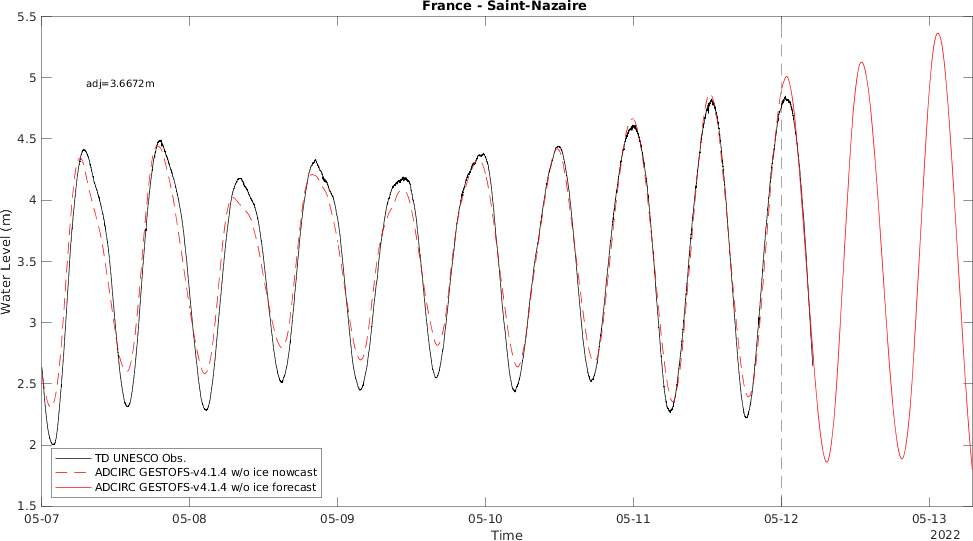 France - Saint-Nazaire
5.5
5
4.5
4
3.5
3
2.5
2
1.5
Water Level (m)
adj=3.6672m
TD UNESCO Obs.
ADCIRC GESTOFS-v4.1.4 w/o ice nowcast
ADCIRC GESTOFS-v4.1.4 w/o ice forecast
05-07 05-08 05-09 05-10 05-11 05-12 05-13
Time
2022